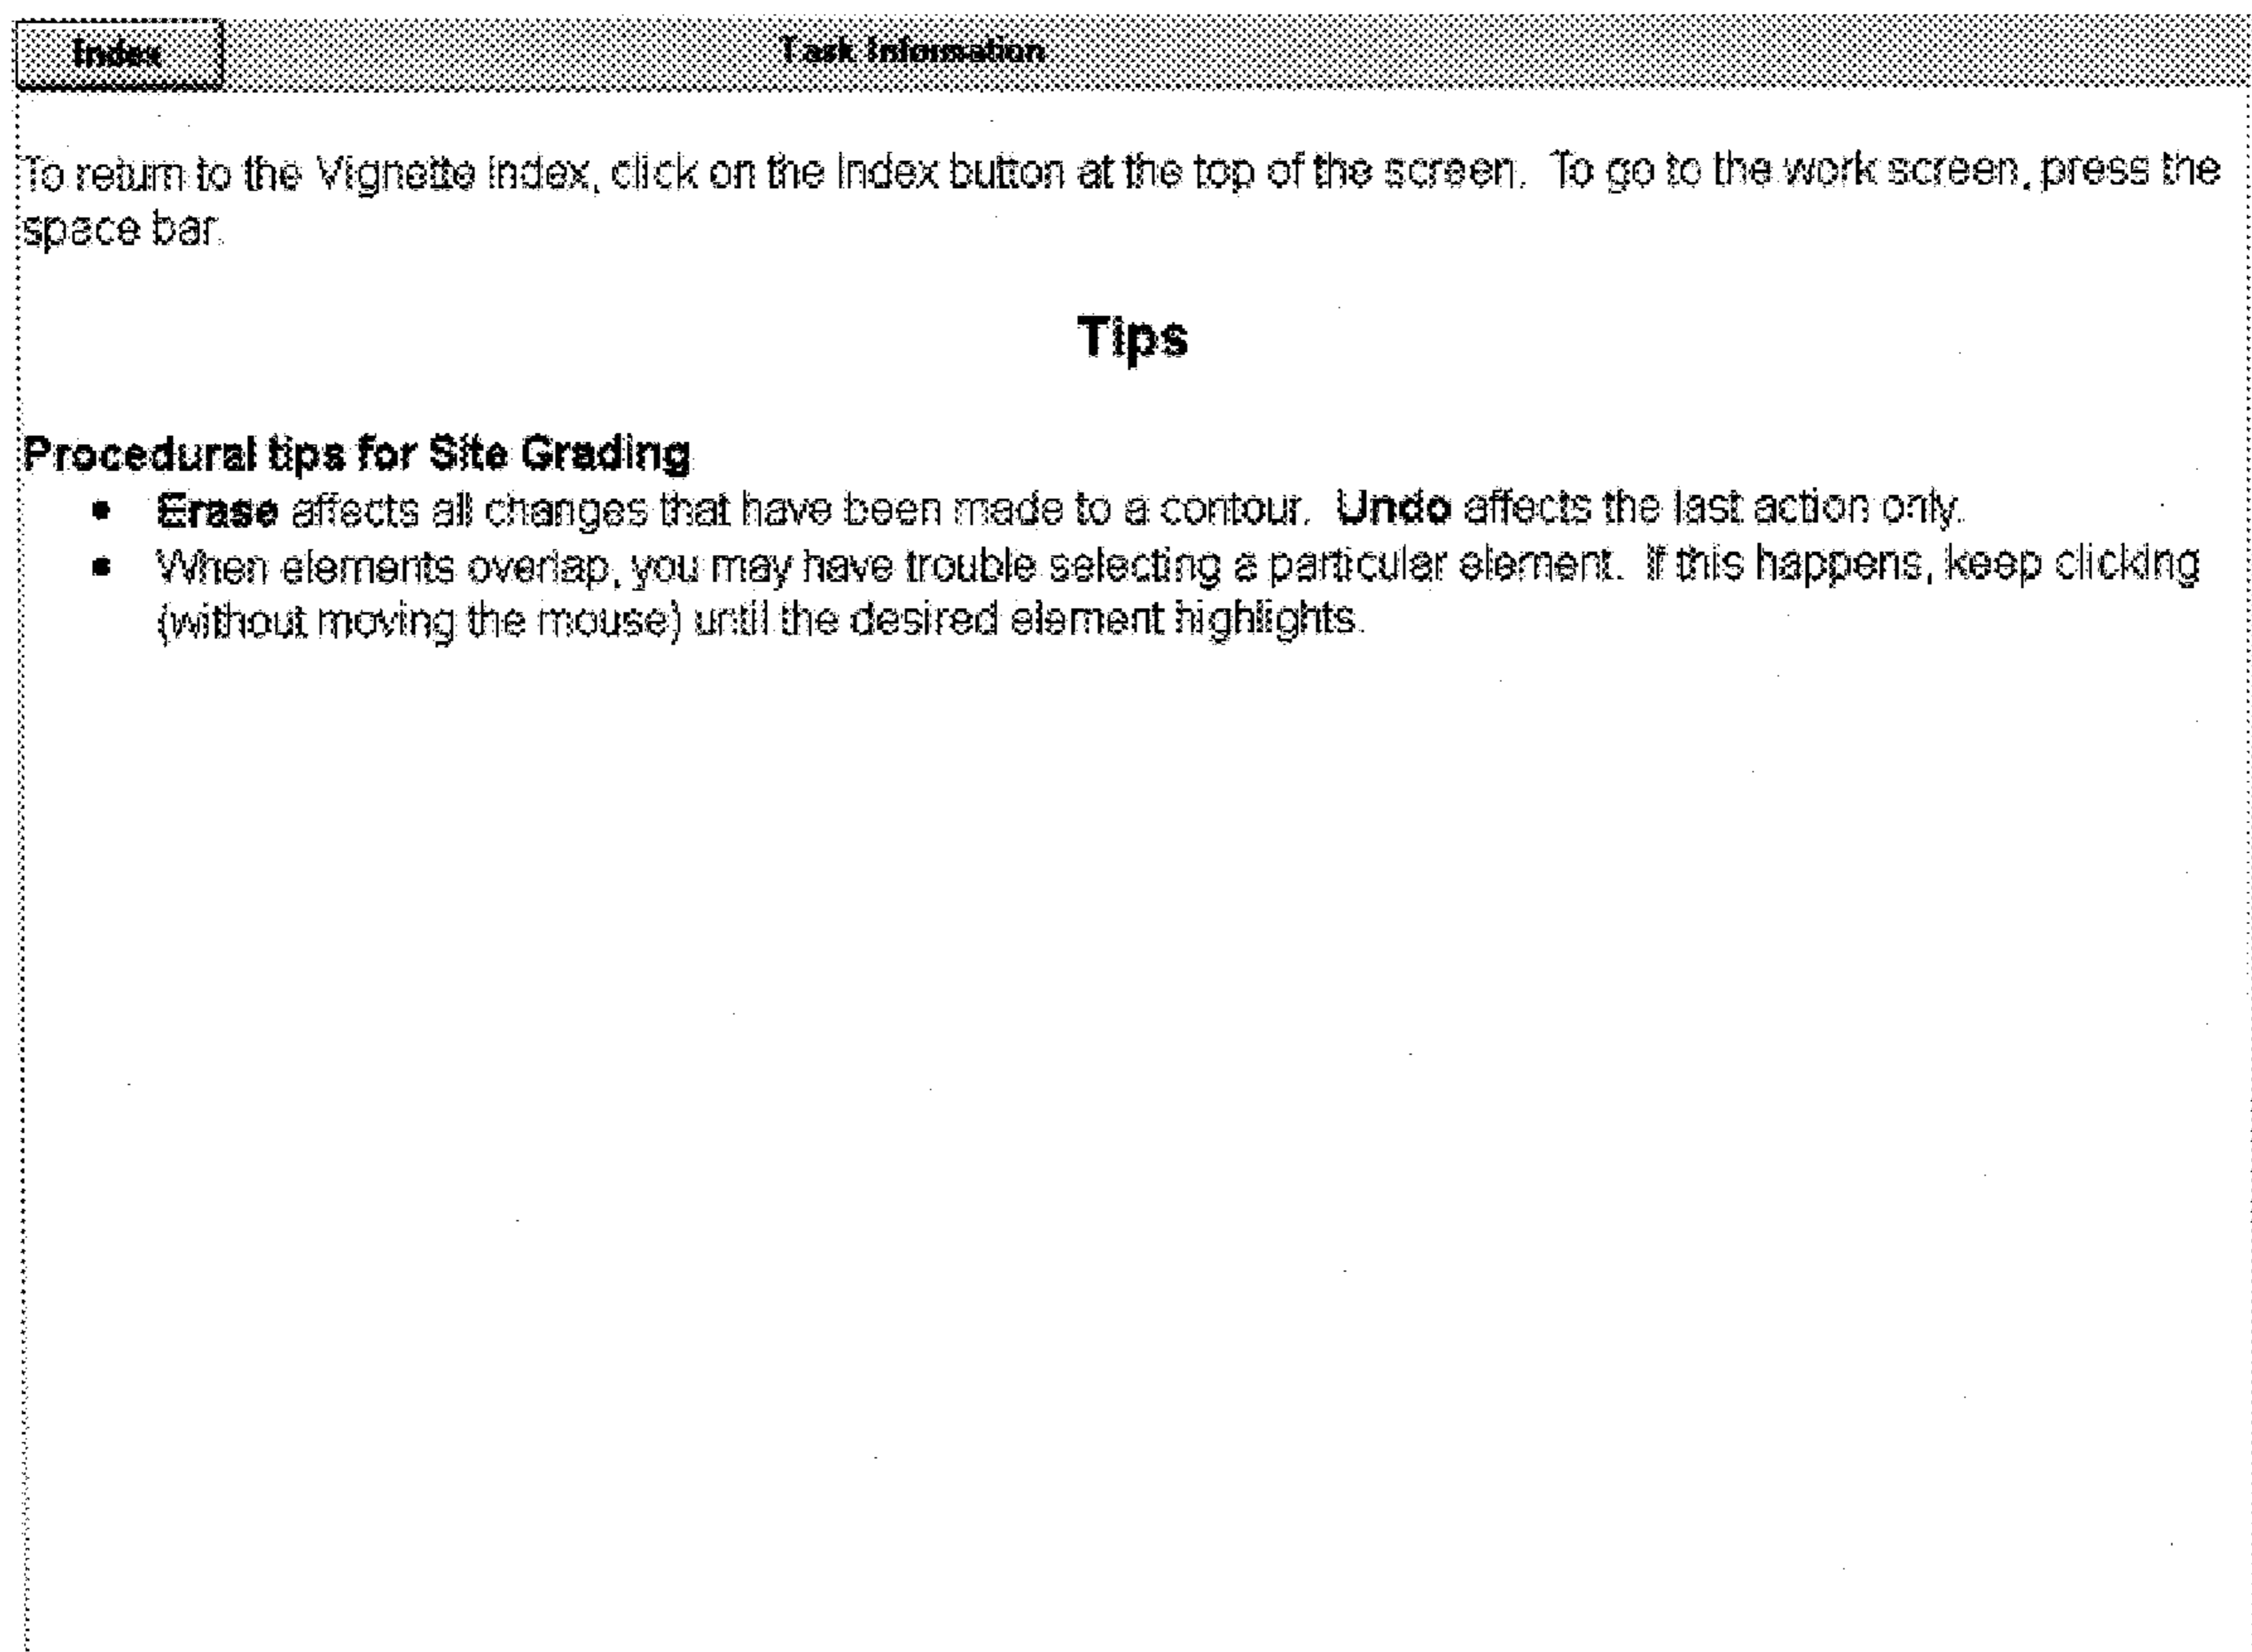 Index Task Information
To return to the Vignette Index, click on the Index button at the top of the screen. To go to the work screen, press the
space bar.
Tips
Procedural tips for Site Grading
• Erase affects all changes that have been made to a contour. Undo affects the last action only.
• When elements overlap, you may have trouble selecting a particular element. If this happens, keep clicking
(without moving the mouse) until the desired element highlights.